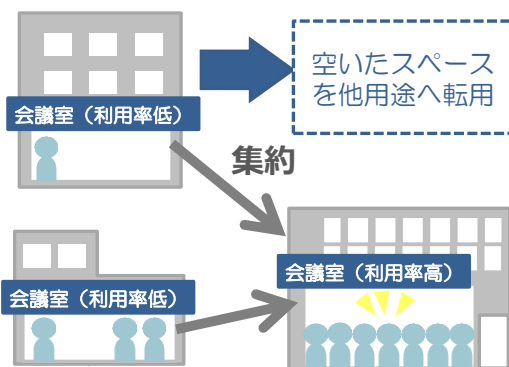 空いたスペース
を他用途へ転用
会議室（利用率低）
集約
会議室（利用率高）
会議室（利用率低）